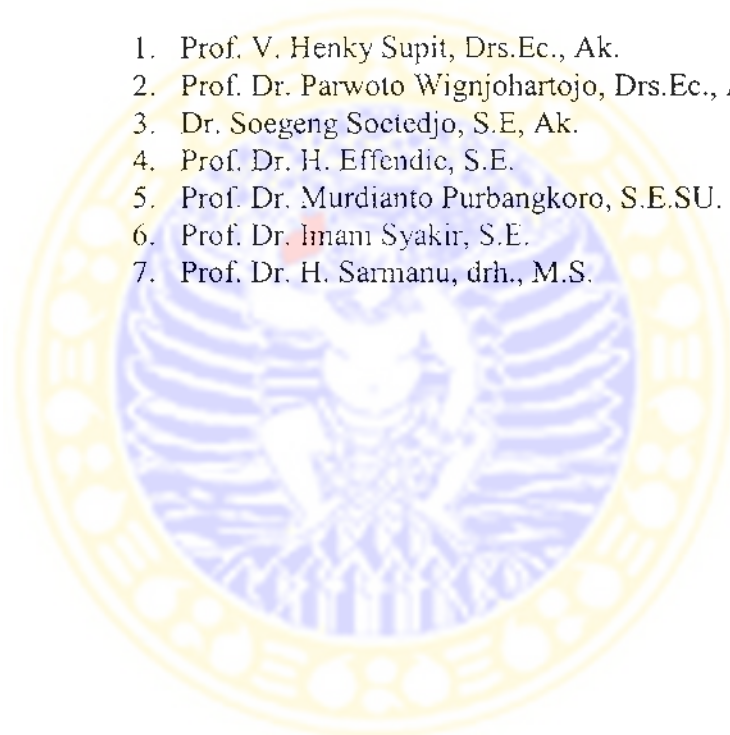 1. Prof. V. Henky Supit, Drs.Ec., Ak.
2. Prof. Dr. Parwoto Wignjohartojo, Drs.Ec.,
3. Dr. Soegeng Soetedjo, S.E, Ak.
4. Prof. Dr. H. Effendie, S.E.
5. Prof. Dr. Murdianto Purbangkoro, S.E.SU.
6. Prof. Dr. Imam Syakir, S.E.
7. Prof. Dr. H. Sarmanu, drh., M.S.